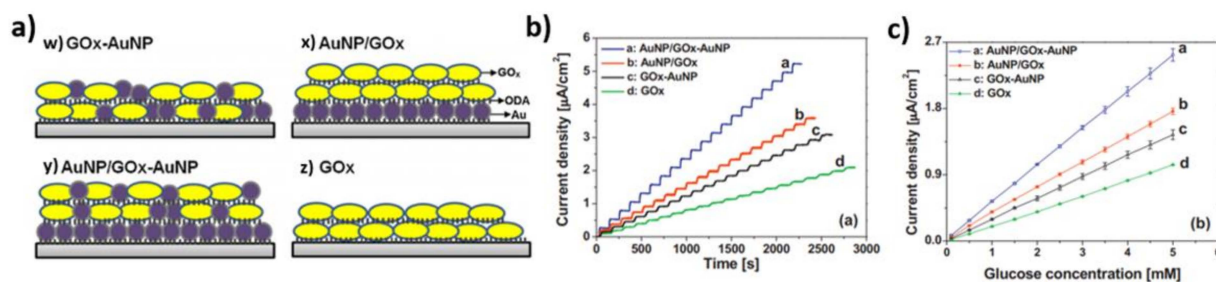 a)
w) GOx-AuNP
x) AuNP/GOx
GOx
ODA
Au
y) AuNP/GOx-AuNP
z) GOx
b)
Current density [µA/cm²]
6
5
4
3
2
1
0
a: AuNP/GOx-AuNP
b: AuNP/GOx
c: GOX-AuNP
d: GOx
a
b
c
d
(a)
0 500 1000 1500 2000 2500 3000
Time [s]
c)
Current density [µA/cm²]
2.7
1.8
0.9
0.0
a: AuNP/GOx-AuNP
b: AuNP/GOx
c: GOx-AuNP
d: GOx
a
b
c
d
(b)
0 1 2 3 4 5
Glucose concentration [mM]